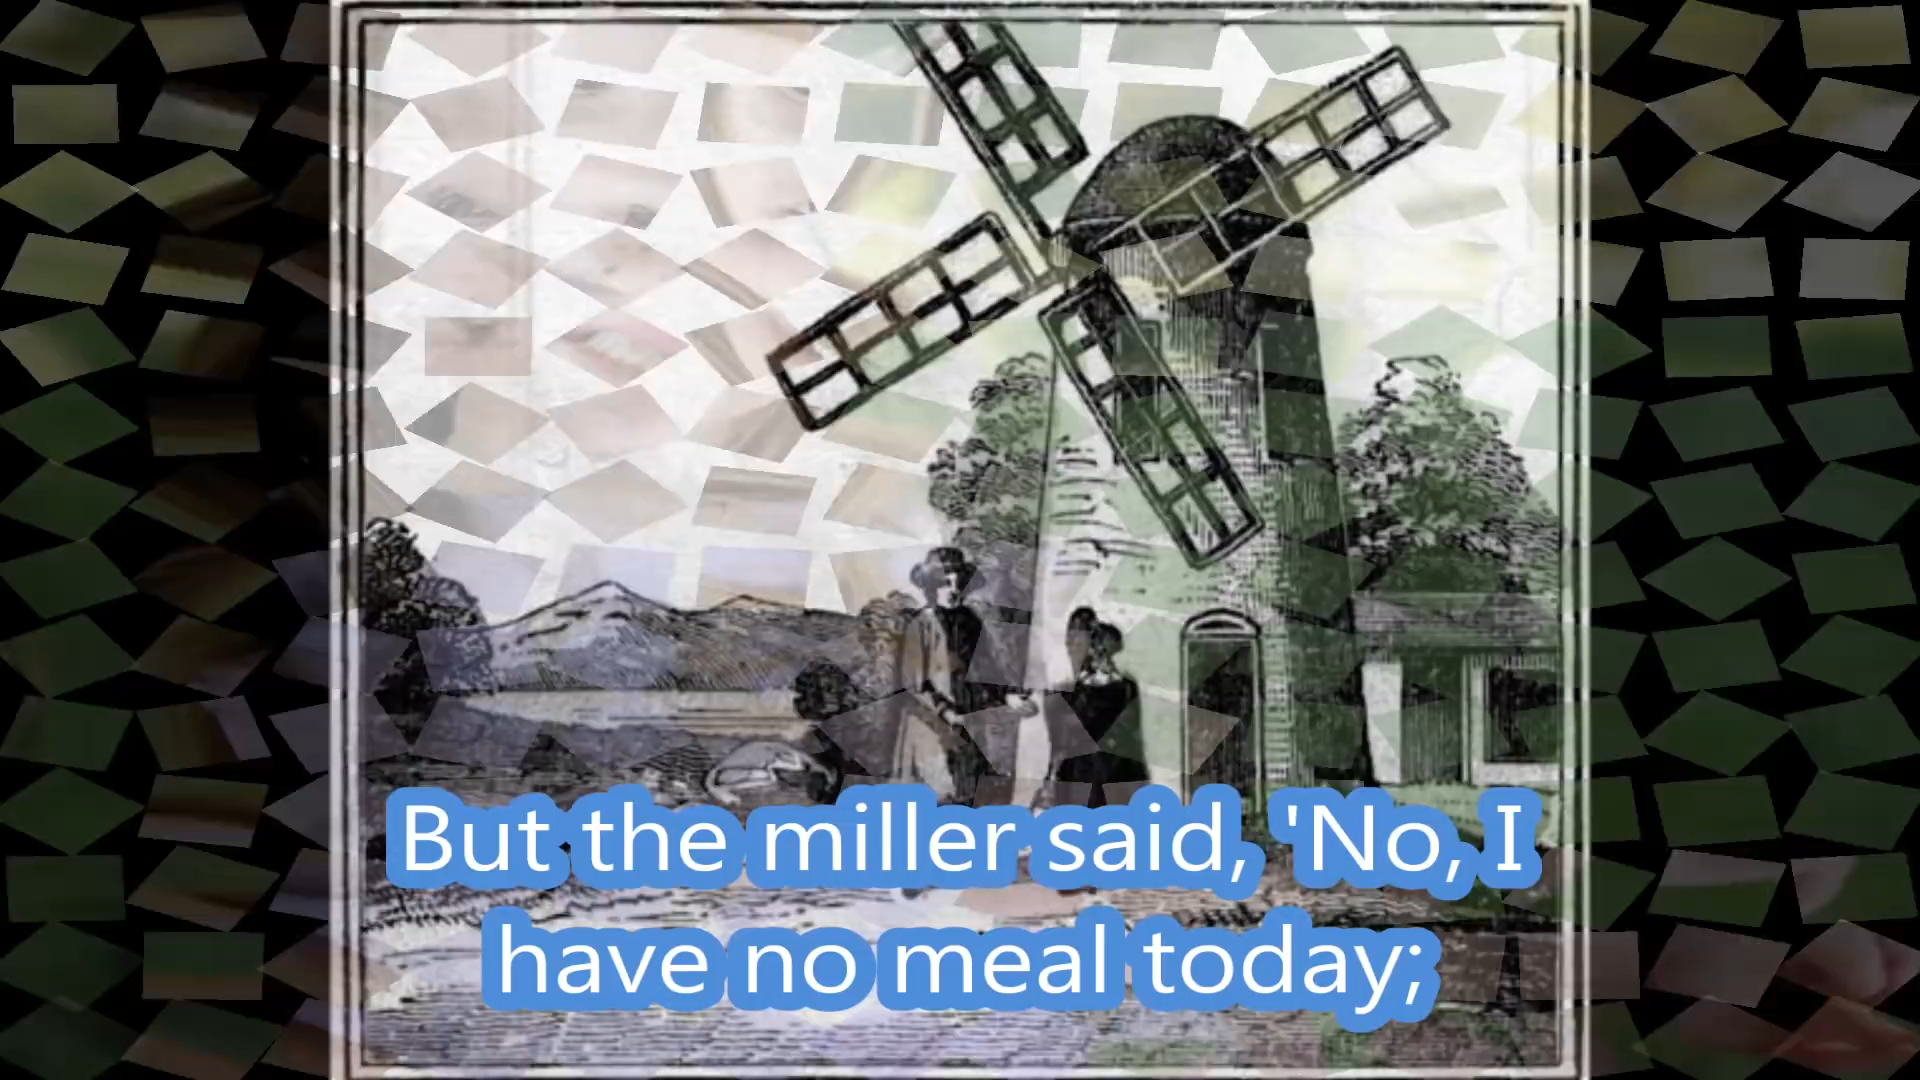 But the miller said, 'No, I
have no meal today;